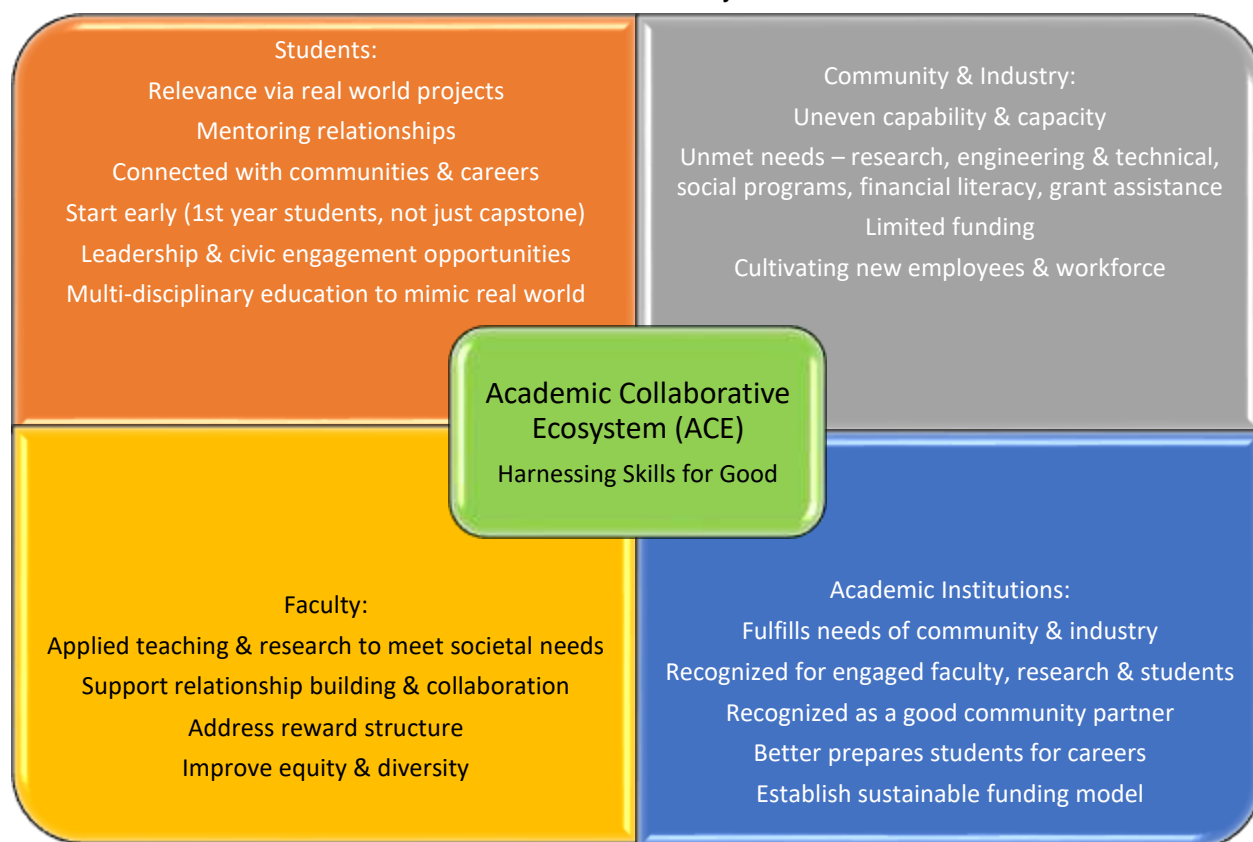 Students:
Relevance via real world projects
Mentoring relationships
Connected with communities & careers
Start early (1st year students, not just capstone)
Leadership & civic engagement opportunities
Multi-disciplinary education to mimic real world
Community & Industry:
Uneven capability & capacity
Unmet needs – research, engineering & technical,
social programs, financial literacy, grant assistance
Limited funding
Cultivating new employees & workforce
Academic Collaborative
Ecosystem (ACE)
Harnessing Skills for Good
Faculty:
Applied teaching & research to meet societal needs
Support relationship building & collaboration
Address reward structure
Improve equity & diversity
Academic Institutions:
Fulfills needs of community & industry
Recognized for engaged faculty, research & students
Recognized as a good community partner
Better prepares students for careers
Establish sustainable funding model